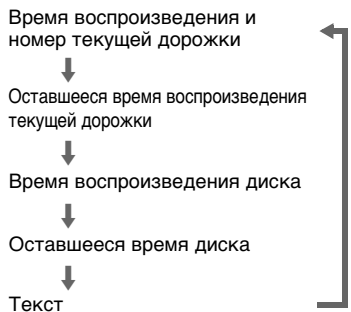 Время воспроизведения и
номер текущей дорожки
Оставшееся время воспроизведения
текущей дорожки
Время воспроизведения диска
Оставшееся время диска
Текст